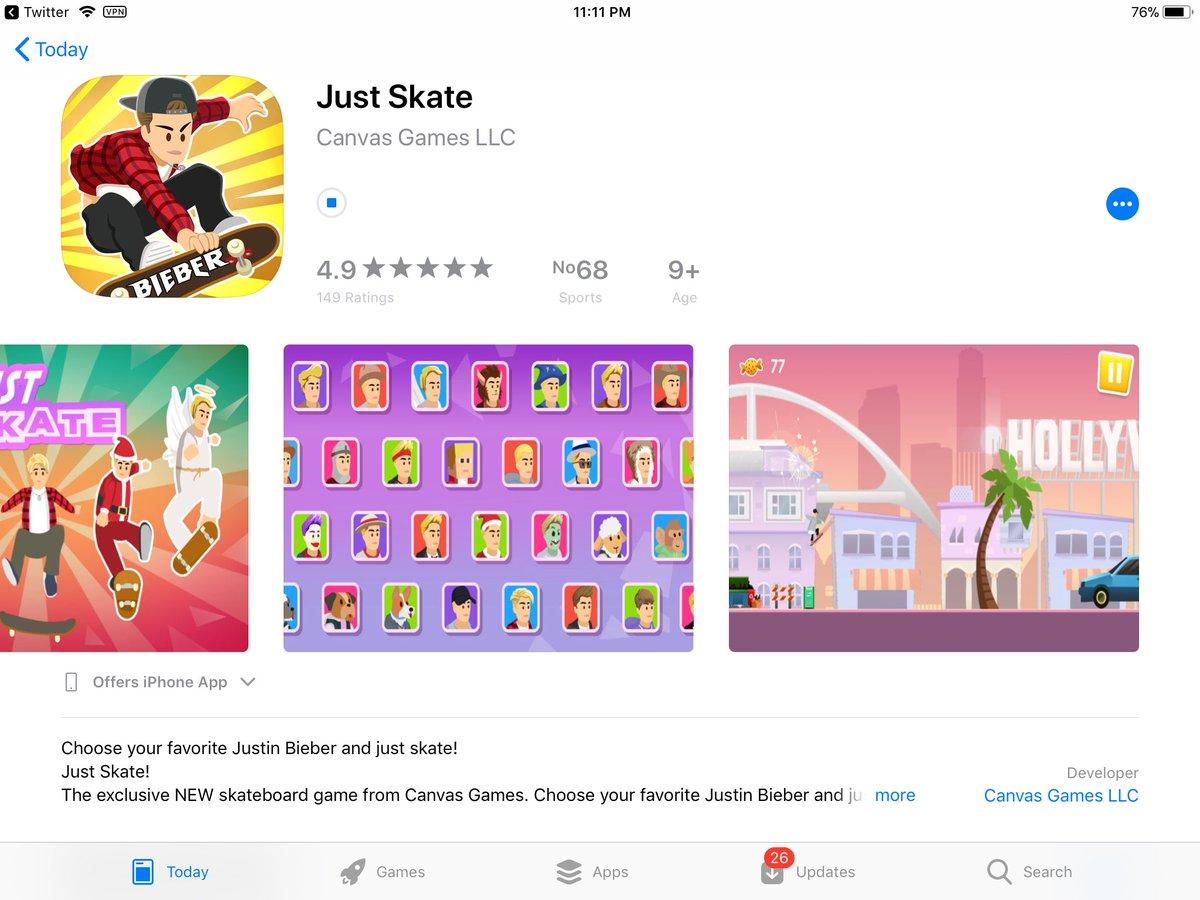 Twitter VPN 11:11 PM 76%
Today
Just Skate
Canvas Games LLC
BIEBER
4.9 No68 9+
149 Ratings Sports Age
ST
KATE
77
HOLLYW
Offers iPhone App
Choose your favorite Justin Bieber and just skate!
Just Skate!
The exclusive NEW skateboard game from Canvas Games. Choose your favorite Justin Bieber and ju more
Developer
Canvas Games LLC
Today Games Apps 26 Updates Search